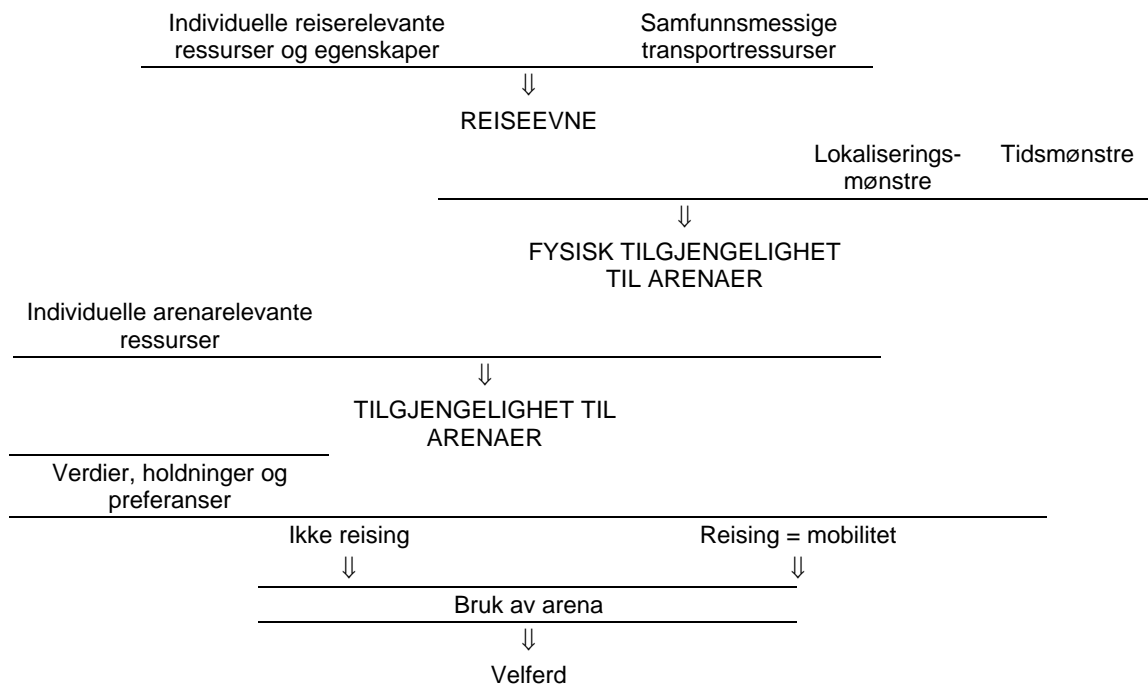 Individuelle reiserelevante
ressurser og egenskaper
Samfunnsmessige
transportressurser
⇓
REISEEVNE
Lokaliserings-
mønstre
Tidsmønstre
⇓
FYSISK TILGJENGELIGHET
TIL ARENAER
Individuelle arenarelevante
ressurser
⇓
TILGJENGELIGHET TIL
ARENAER
Verdier, holdninger og
preferanser
Ikke reising
Reising = mobilitet
⇓
⇓
Bruk av arena
⇓
Velferd